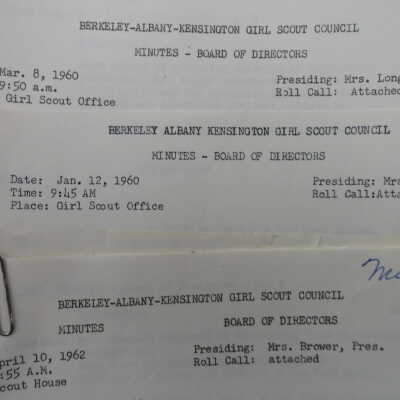 BERKELEY-ALBANY-KENSINGTON GIRL SCOUT COUNCIL
MINUTES - BOARD OF DIRECTORS
Mar. 8, 1960 Presiding: Mrs. Long
9:50 a.m. Roll Call: Attached
Girl Scout Office
BERKELEY ALBANY KENSINGTON GIRL SCOUT COUNCIL
MINUTES - BOARD OF DIRECTORS
Date: Jan. 12, 1960 Presiding: Mrs
Time: 9:45 AM Roll Call:Atta
Place: Girl Scout Office
BERKELEY-ALBANY-KENSINGTON GIRL SCOUT COUNCIL
MINUTES BOARD OF DIRECTORS
pril 10, 1962 Presiding: Mrs. Brower, Pres.
:55 A.M. Roll Call: attached
cout House